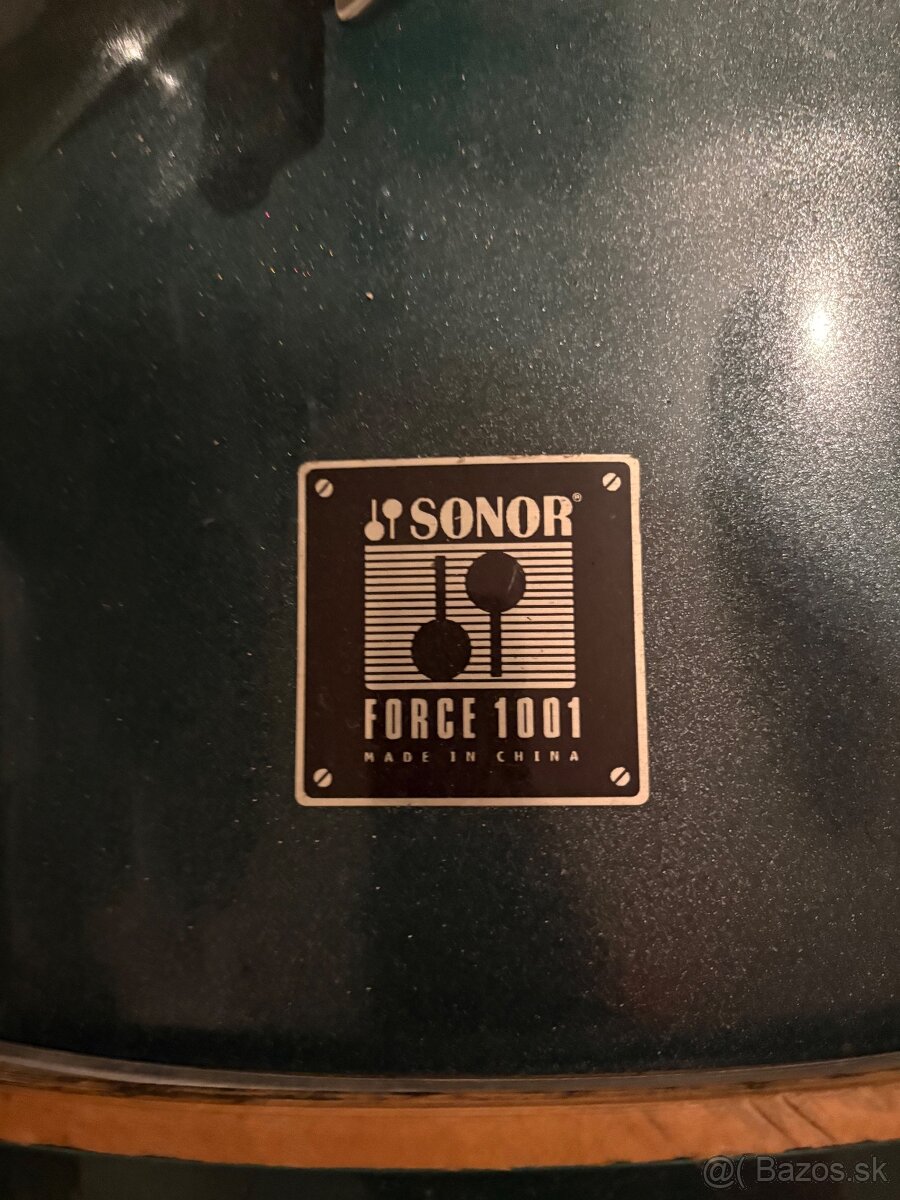 SONOR®
FORCE 1001
MADE IN CHINA
@( Bazos.sk